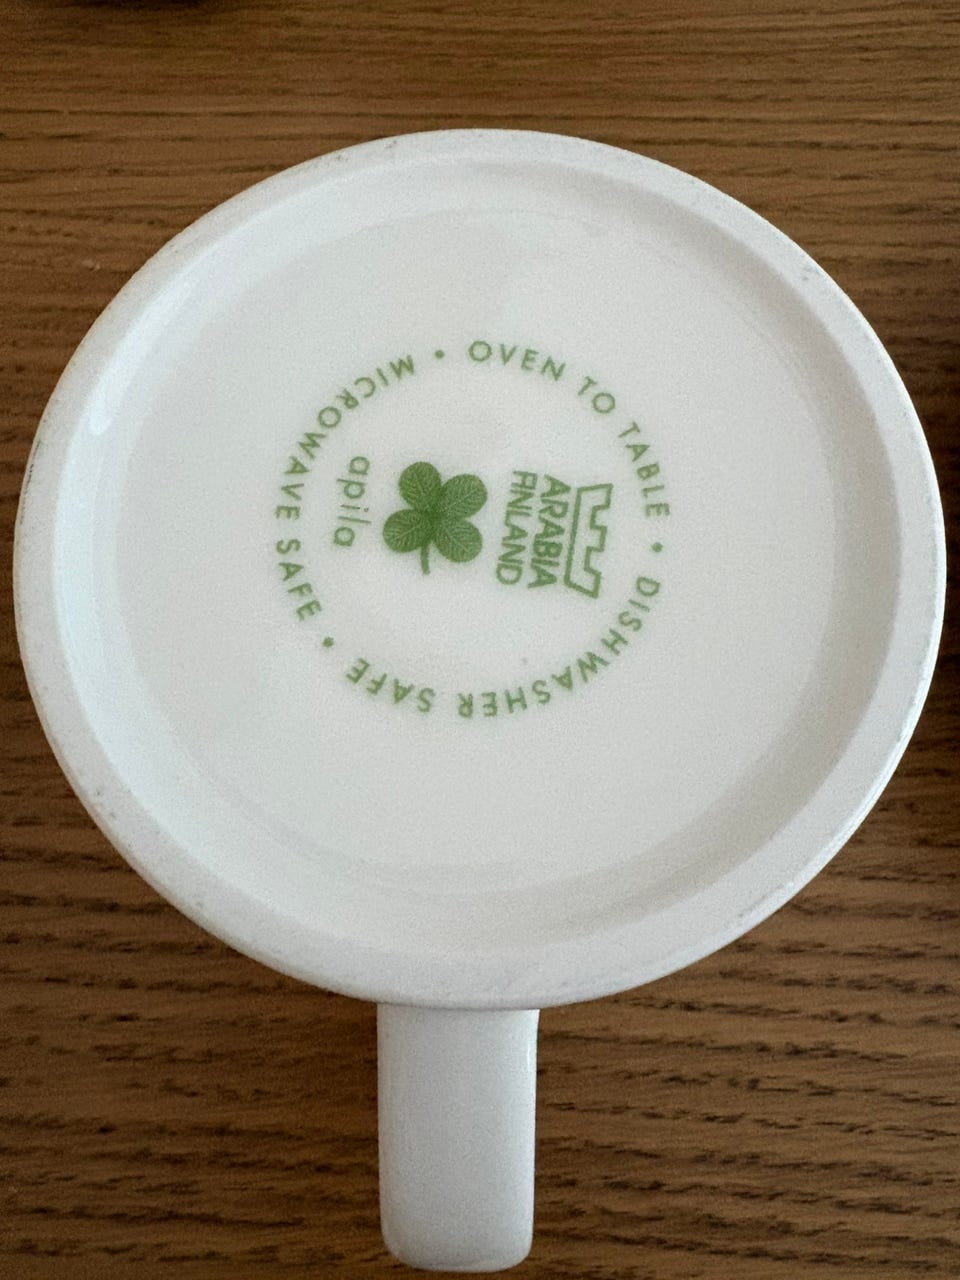 ARABIA
FINLAND
apila
OVEN TO TABLE • DISHWASHER SAFE • MICROWAVE SAFE •